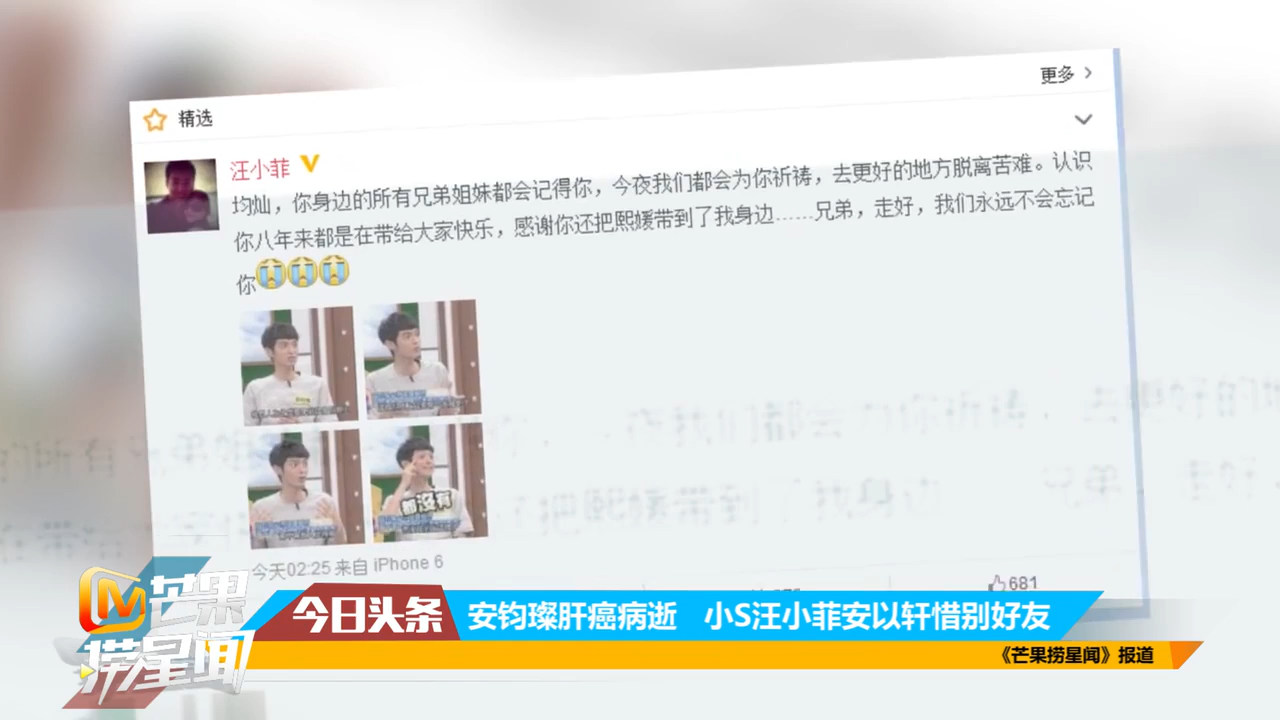 更多
精选
汪小菲
均灿，你身边的所有兄弟姐妹都会记得你，今夜我们都会为你祈祷，去更好的地方脱离苦难。认识
你八年来都是在带给大家快乐，感谢你还把熙媛带到了我身边……兄弟，走好，我们永远不会忘记
你
都沒有
今天02:25 来自 iPhone 6
681
芒果
捞星闻
今日头条
安钧璨肝癌病逝 小S汪小菲安以轩惜别好友
《芒果捞星闻》报道